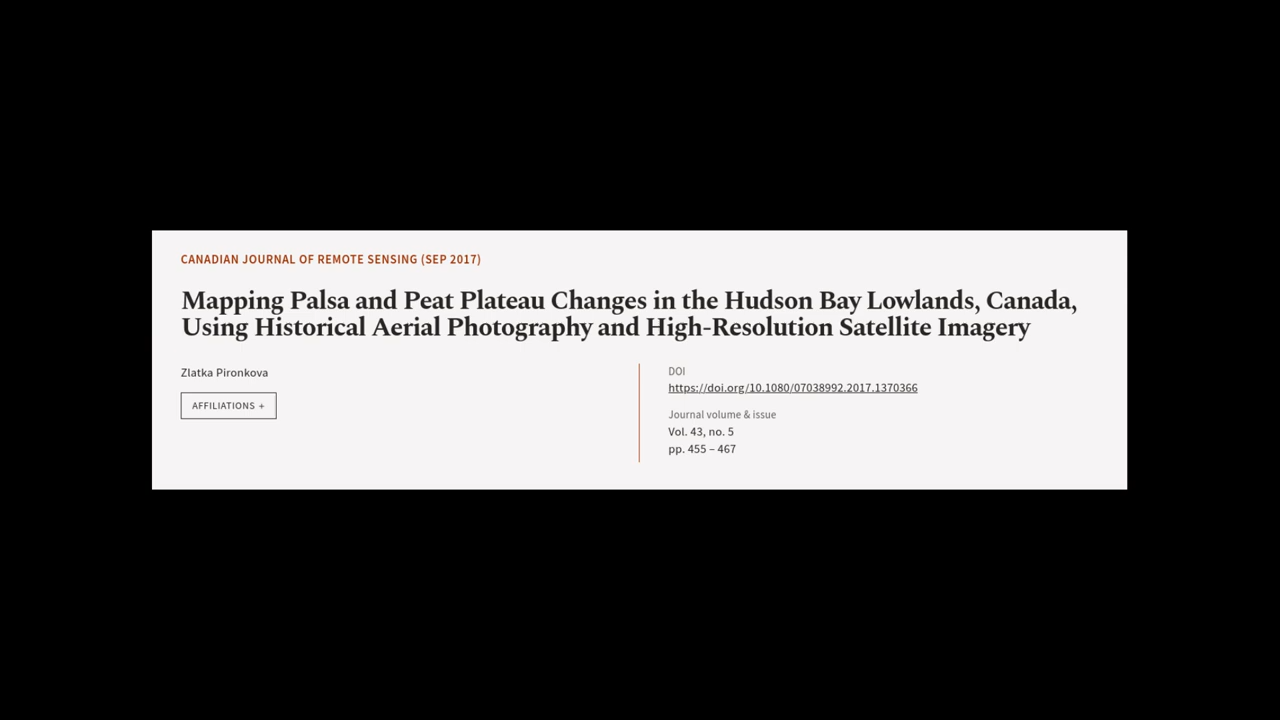 CANADIAN JOURNAL OF REMOTE SENSING (SEP 2017)
Mapping Palsa and Peat Plateau Changes in the Hudson Bay Lowlands, Canada,
Using Historical Aerial Photography and High-Resolution Satellite Imagery
Zlatka Pironkova
AFFILIATIONS +
DOI
https://doi.org/10.1080/07038992.2017.1370366
Journal volume & issue
Vol. 43, no. 5
pp. 455 – 467